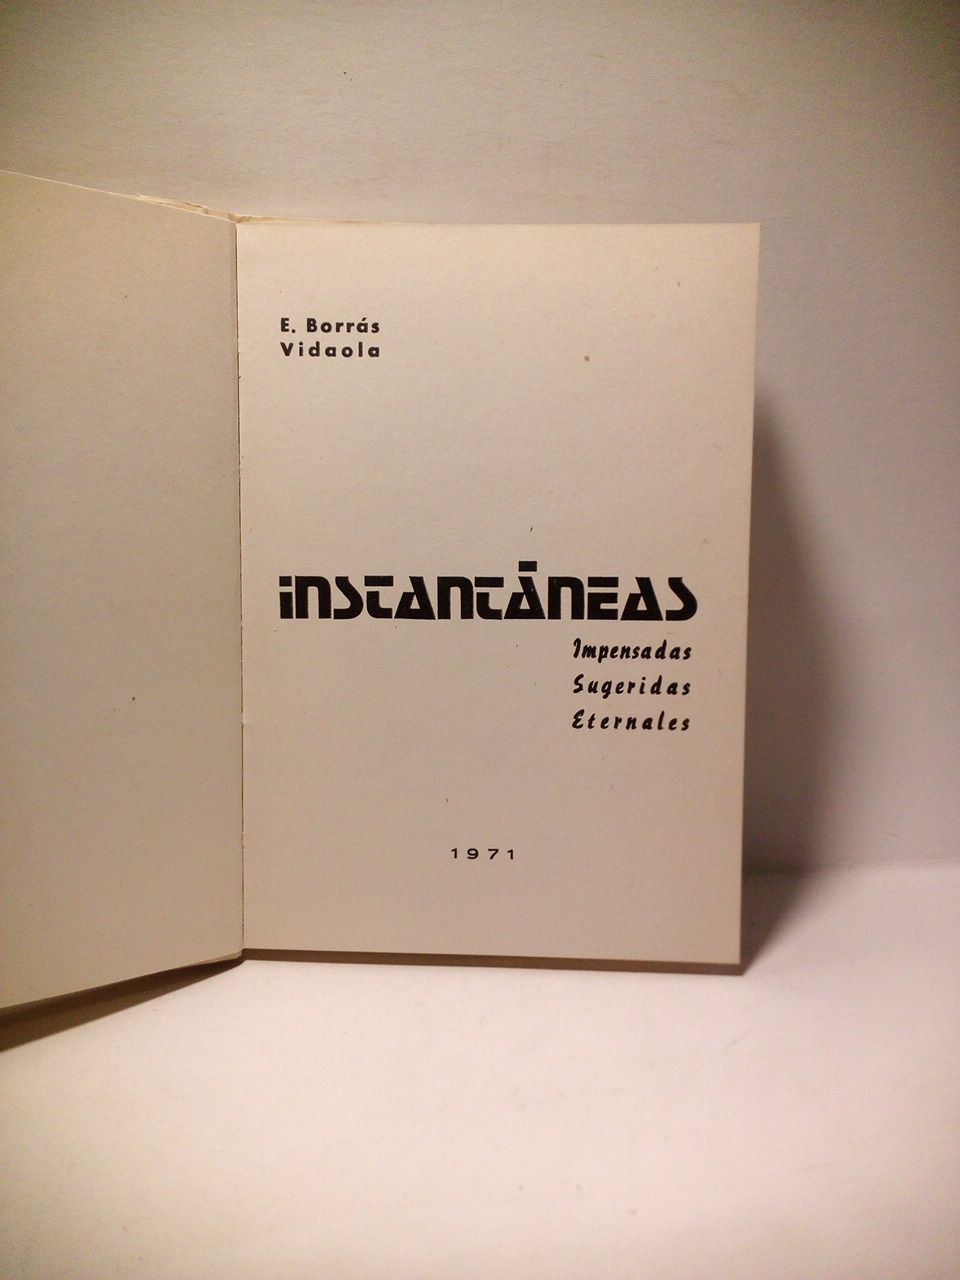 E. Borrás
Vidaola
iNSTANTÁNEAS
Impensadas
Sugeridas
Eternales
1971